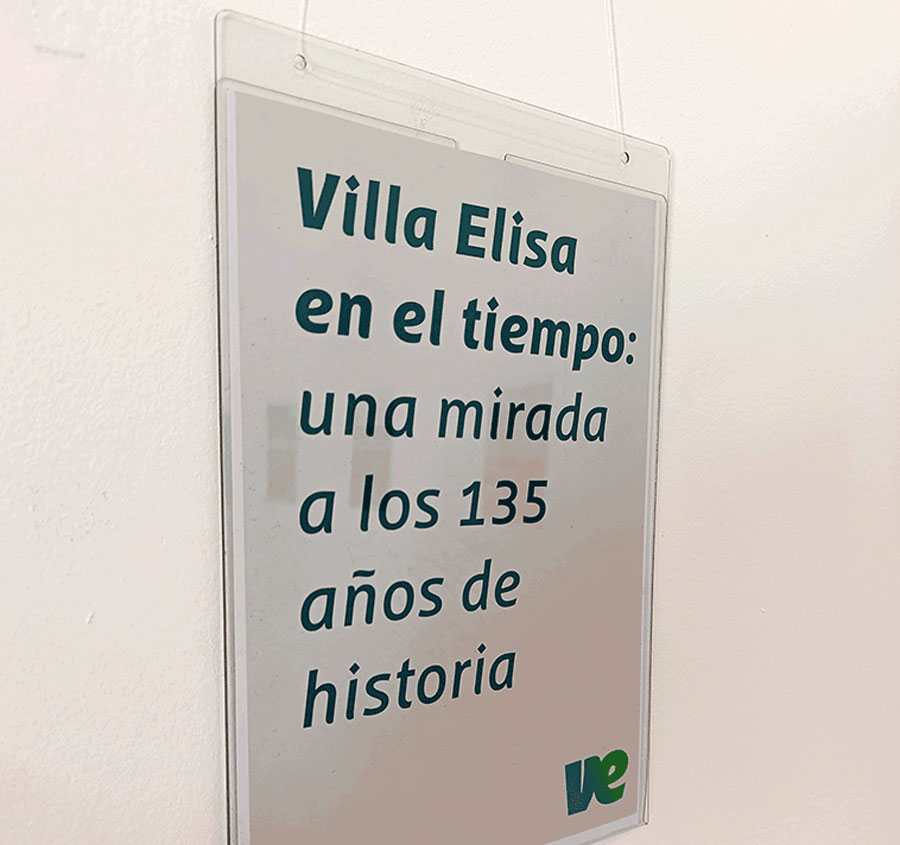 Villa Elisa
en el tiempo:
una mirada
a los 135
años de
historia
ve